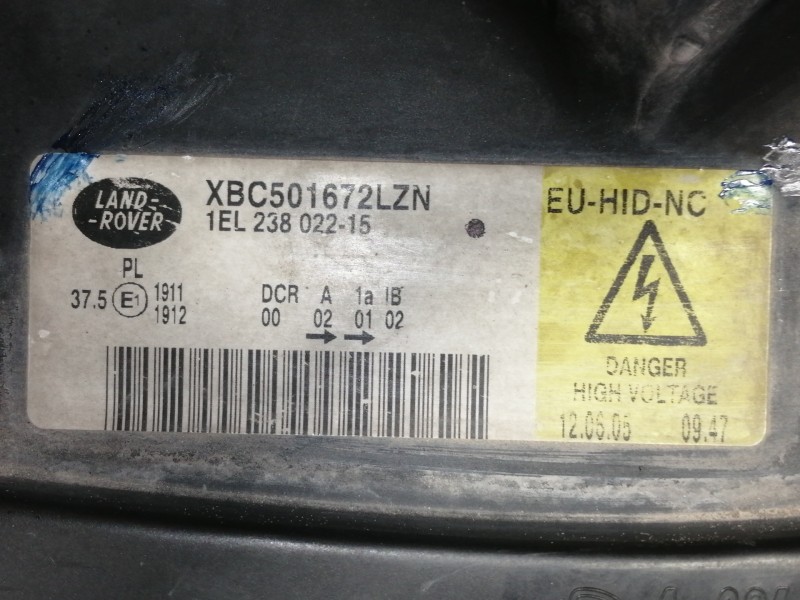 LAND-
-ROVER
XBC501672LZN
1EL 238 022-15
PL
37.5 E1 1911
1912
DCR A 1a IB
00 02 01 02
EU-HID-NC
DANGER
HIGH VOLTAGE
12.06.05 09.47